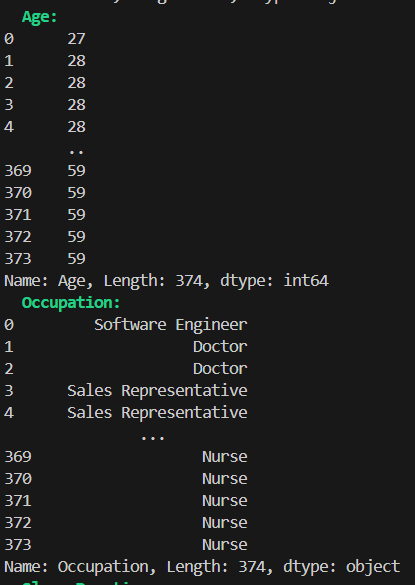 Age:
0      27
1      28
2      28
3      28
4      28
       ..
369    59
370    59
371    59
372    59
373    59
Name: Age, Length: 374, dtype: int64
Occupation:
0         Software Engineer
1                    Doctor
2                    Doctor
3      Sales Representative
4      Sales Representative
               ...
369                   Nurse
370                   Nurse
371                   Nurse
372                   Nurse
373                   Nurse
Name: Occupation, Length: 374, dtype: object